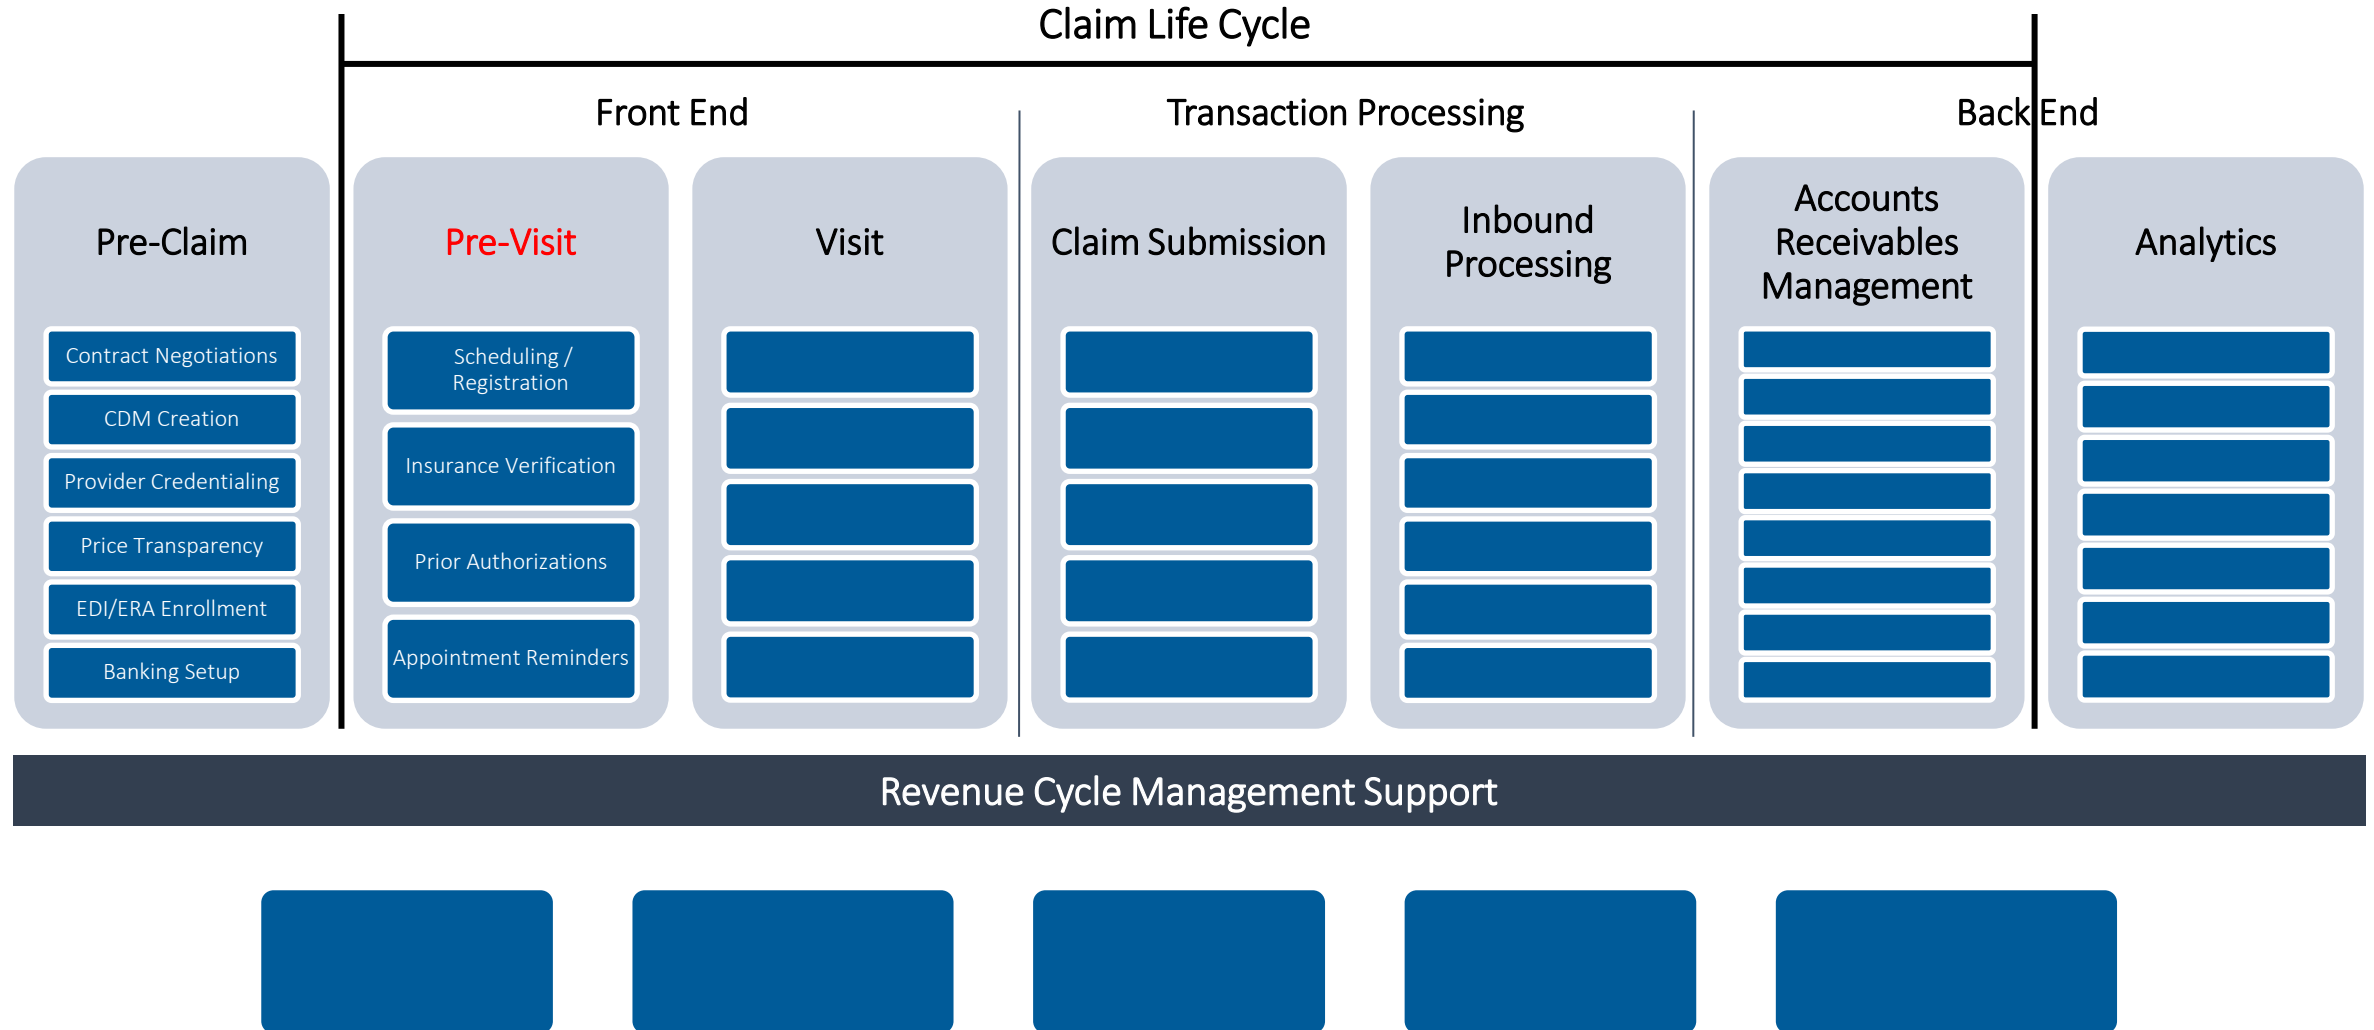 Claim Life Cycle
Front End
Transaction Processing
Back End
Pre-Claim
Contract Negotiations
CDM Creation
Provider Credentialing
Price Transparency
EDI/ERA Enrollment
Banking Setup
Pre-Visit
Scheduling /
Registration
Insurance Verification
Prior Authorizations
Appointment Reminders
Visit
Claim Submission
Inbound
Processing
Accounts
Receivables
Management
Analytics
Revenue Cycle Management Support